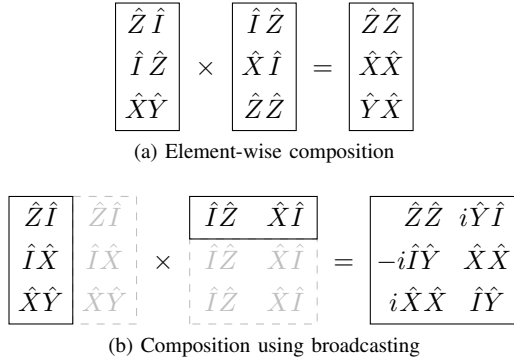 ẐÎ ÎẐ ẐẐ
ÎẐ × X̂Î = X̂X̂
X̂Ŷ ẐẐ ŶX̂
(a) Element-wise composition
ẐÎ ẐÎ ÎẐ X̂Î ẐẐ iŶÎ
ÎX̂ ÎX̂ × ÎẐ X̂Î = −iÎŶ X̂X̂
X̂Ŷ X̂Ŷ ÎẐ X̂Î iX̂X̂ ÎŶ
(b) Composition using broadcasting